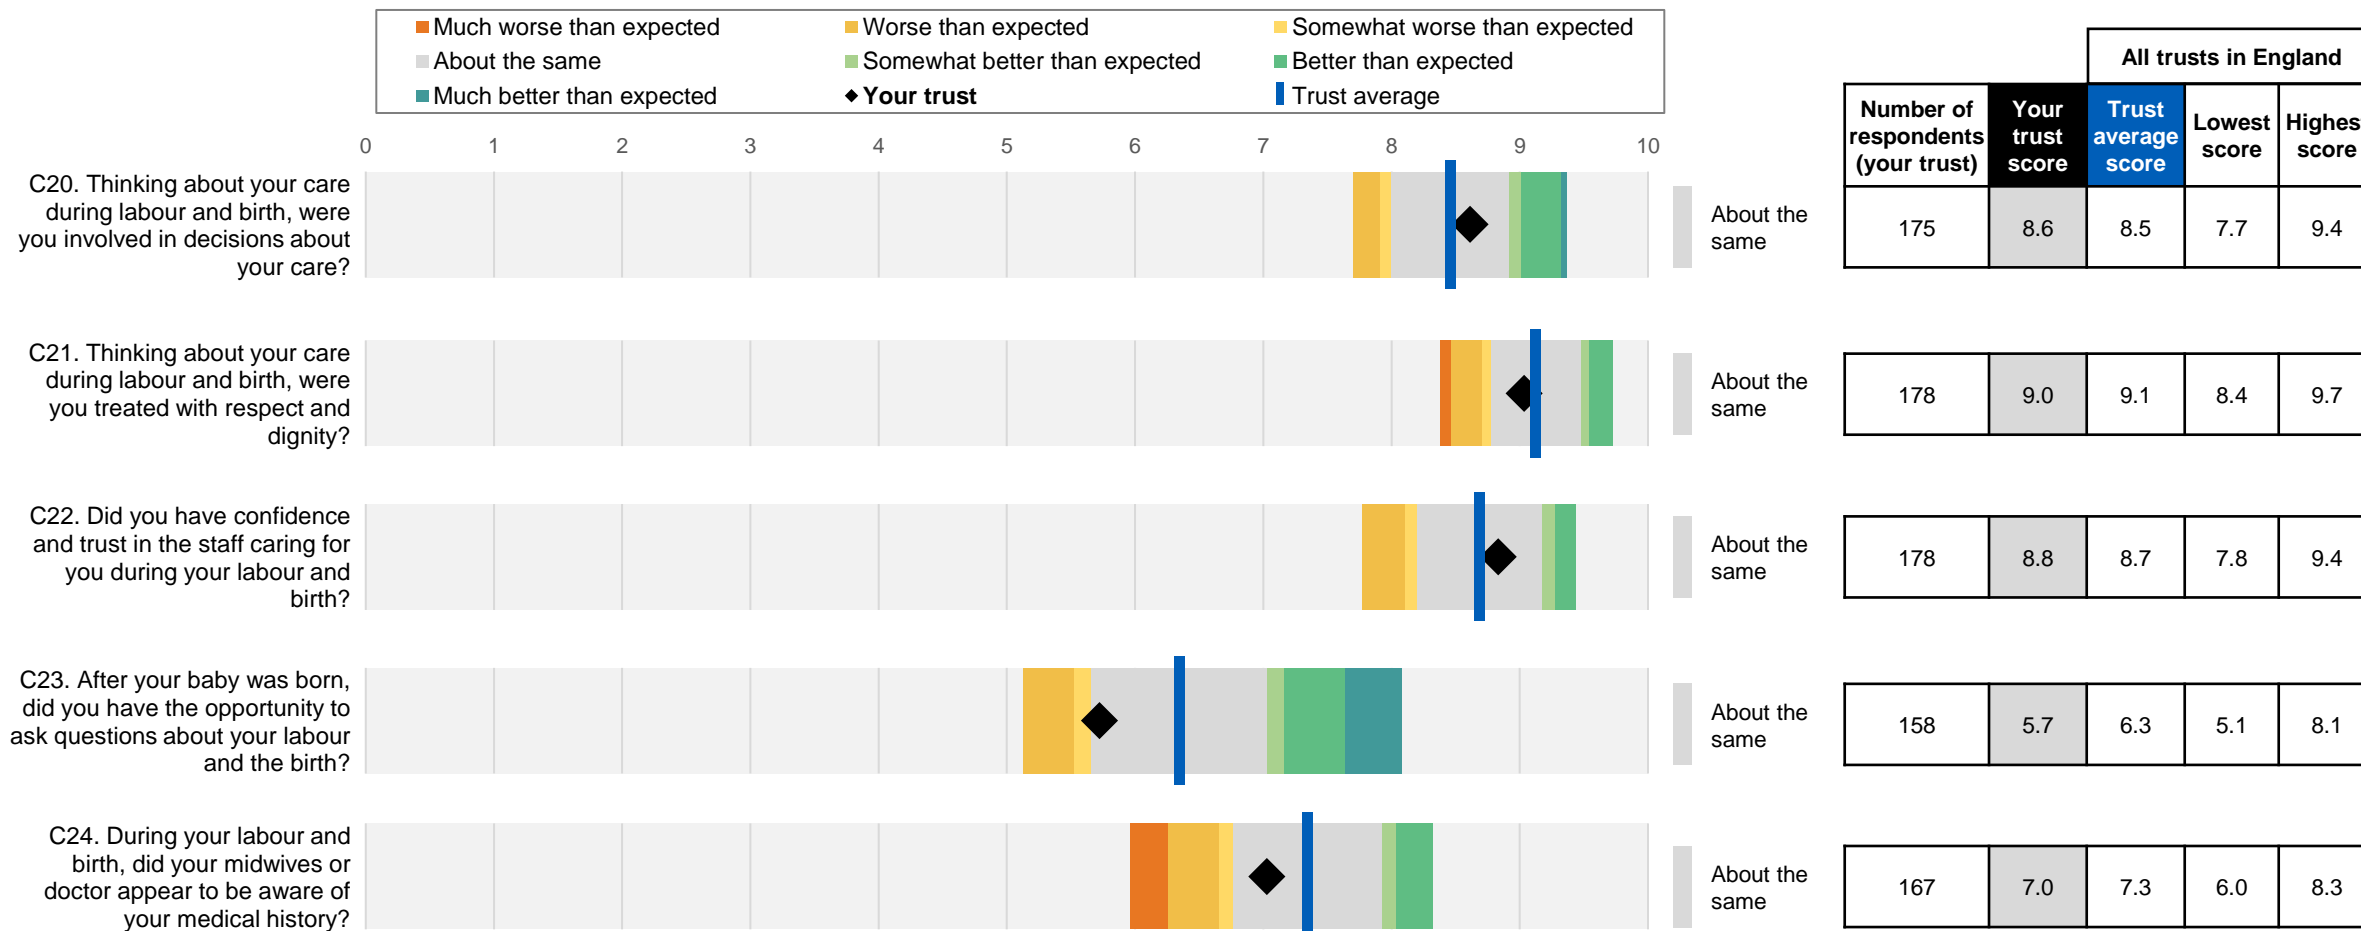 Much worse than expected
Worse than expected
Somewhat worse than expected
About the same
Somewhat better than expected
Better than expected
Much better than expected
Your trust
Trust average
All trusts in England
Number of
respondents
(your trust)
Your
trust
score
Trust
average
score
Lowest
score
Highest
score
0 1 2 3 4 5 6 7 8 9 10
C20. Thinking about your care
during labour and birth, were
you involved in decisions about
your care?
About the
same
175 8.6 8.5 7.7 9.4
C21. Thinking about your care
during labour and birth, were
you treated with respect and
dignity?
About the
same
178 9.0 9.1 8.4 9.7
C22. Did you have confidence
and trust in the staff caring for
you during your labour and
birth?
About the
same
178 8.8 8.7 7.8 9.4
C23. After your baby was born,
did you have the opportunity to
ask questions about your labour
and the birth?
About the
same
158 5.7 6.3 5.1 8.1
C24. During your labour and
birth, did your midwives or
doctor appear to be aware of
your medical history?
About the
same
167 7.0 7.3 6.0 8.3